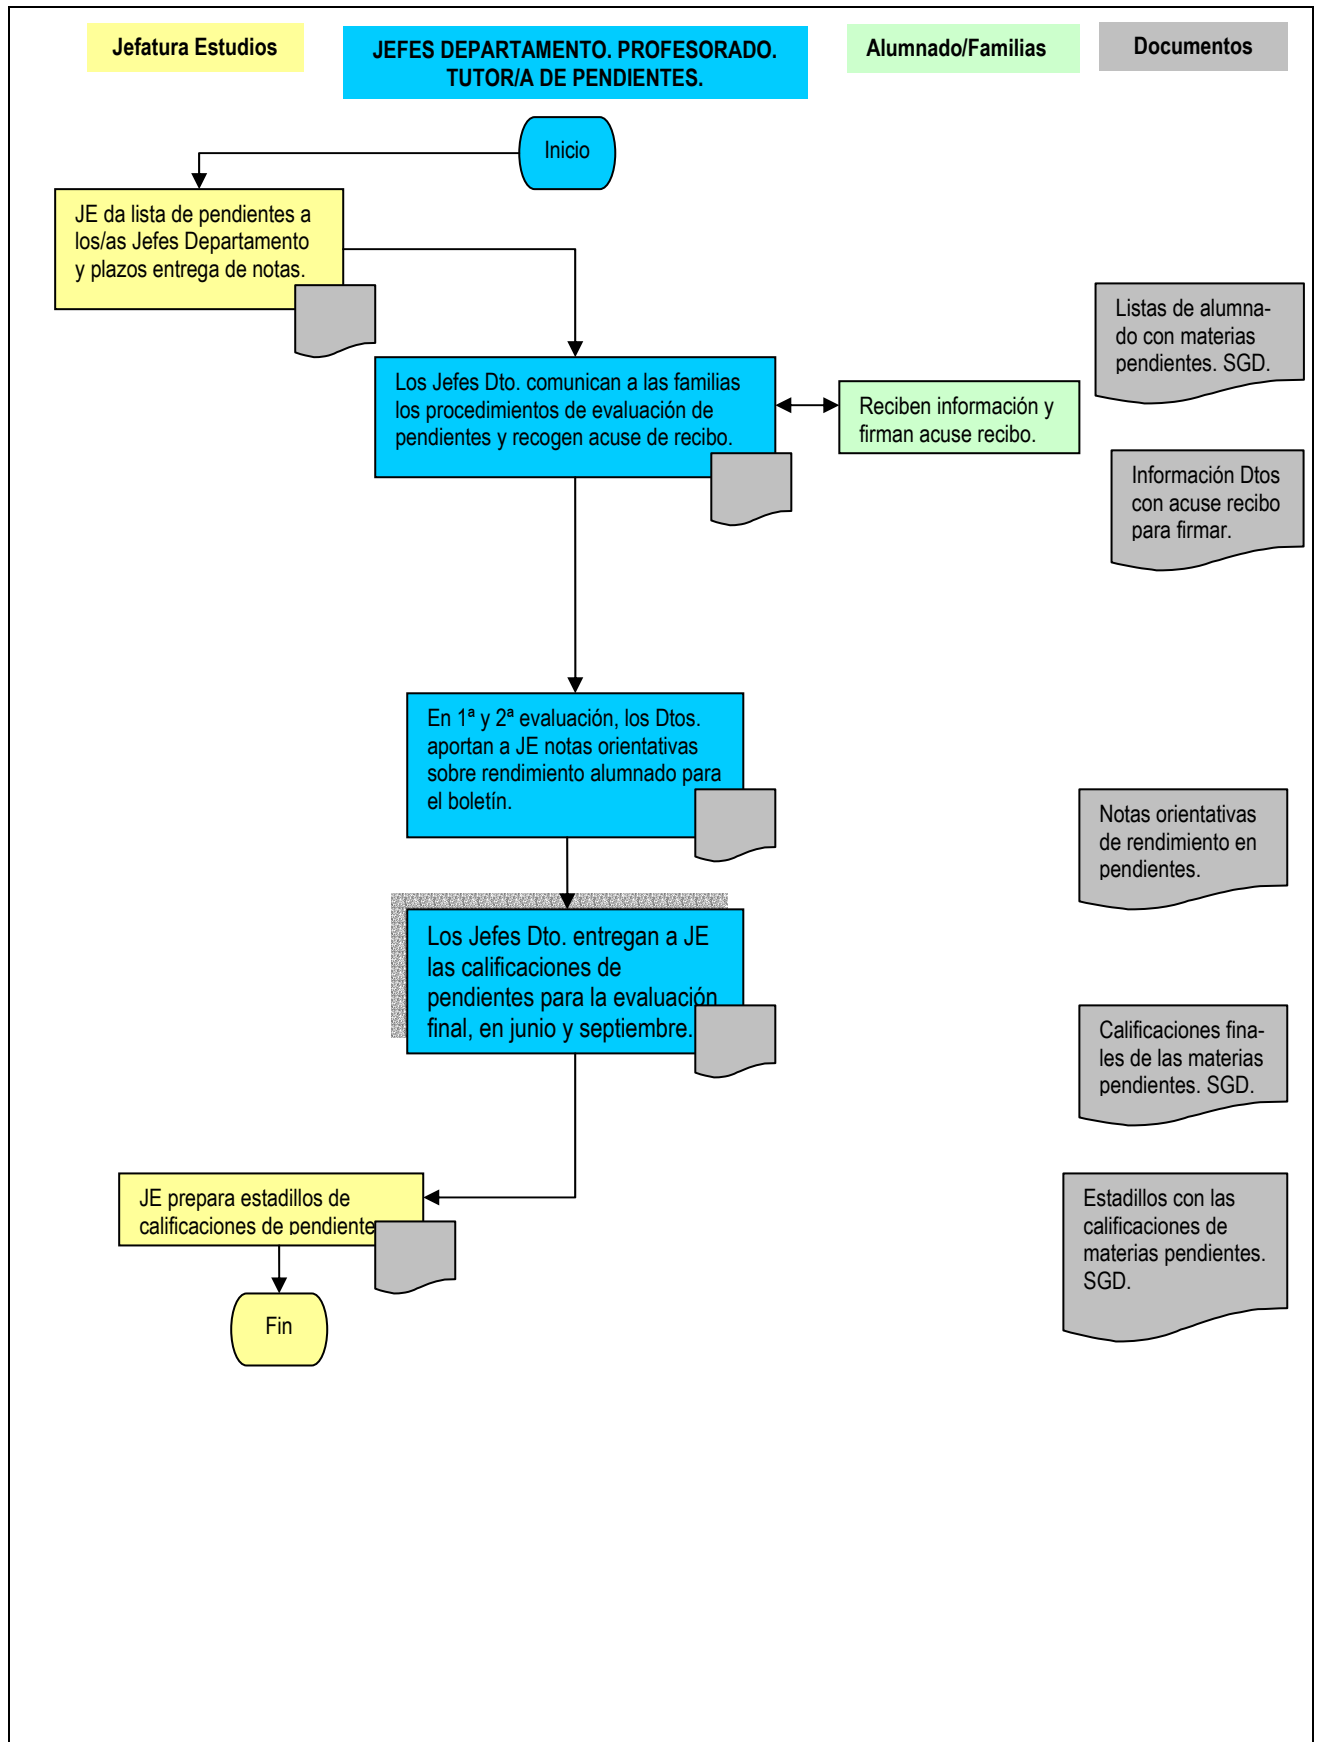 Jefatura Estudios
JEFES DEPARTAMENTO. PROFESORADO.
TUTOR/A DE PENDIENTES.
Alumnado/Familias
Documentos
Inicio
JE da lista de pendientes a
los/as Jefes Departamento
y plazos entrega de notas.
Listas de alumna-
do con materias
pendientes. SGD.
Los Jefes Dto. comunican a las familias
los procedimientos de evaluación de
pendientes y recogen acuse de recibo.
Reciben información y
firman acuse recibo.
Información Dtos
con acuse recibo
para firmar.
En 1ª y 2ª evaluación, los Dtos.
aportan a JE notas orientativas
sobre rendimiento alumnado para
el boletín.
Notas orientativas
de rendimiento en
pendientes.
Los Jefes Dto. entregan a JE
las calificaciones de
pendientes para la evaluación
final, en junio y septiembre.
Calificaciones fina-
les de las materias
pendientes. SGD.
JE prepara estadillos de
calificaciones de pendiente
Estadillos con las
calificaciones de
materias pendientes.
SGD.
Fin